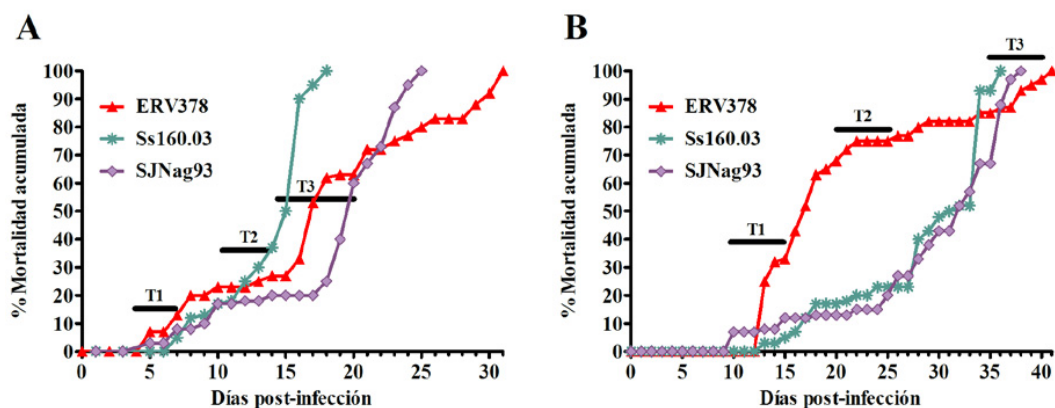 A
% Mortalidad acumulada
100
90
80
70
60
50
40
30
20
10
0
ERV378
Ss160.03
SJNag93
T1
T2
T3
0 5 10 15 20 25 30
Días post-infección
B
% Mortalidad acumulada
100
90
80
70
60
50
40
30
20
10
0
ERV378
Ss160.03
SJNag93
T1
T2
T3
0 5 10 15 20 25 30 35 40
Días post-infección